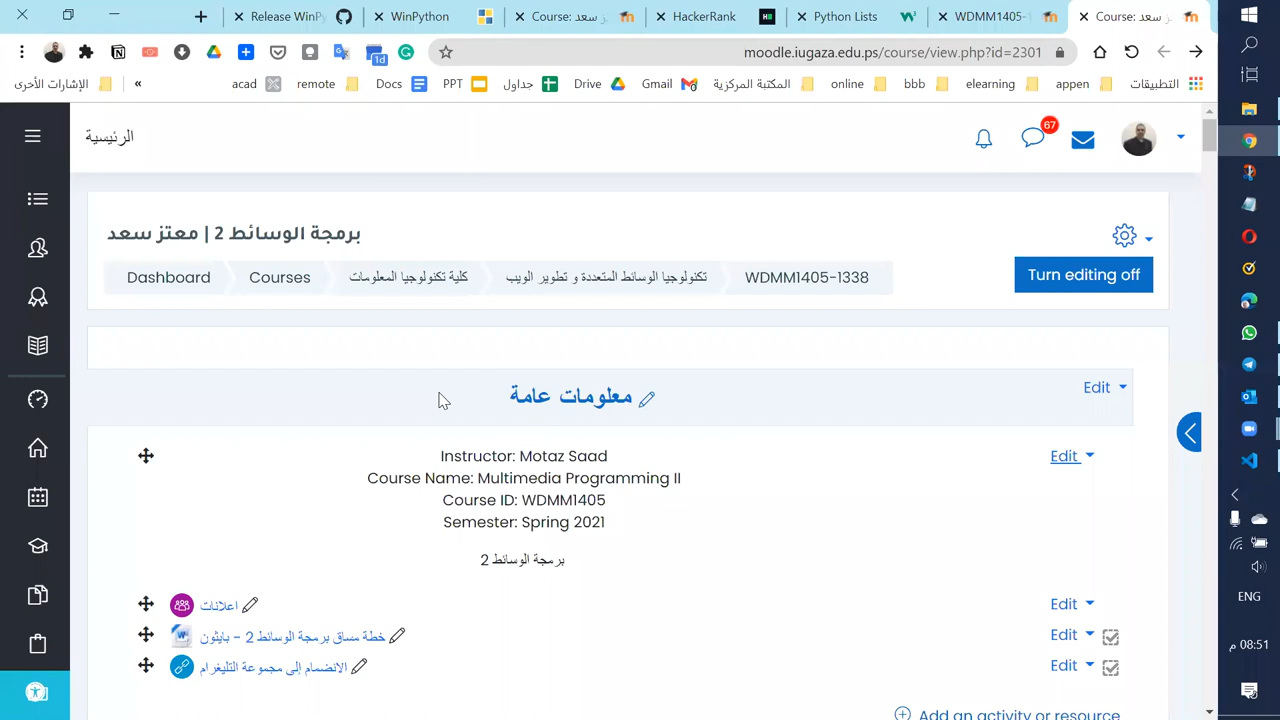 Release WinPy
WinPython
Course: معتز سعد
HackerRank
Python Lists
WDMM1405-
Course: معتز سعد
moodle.iugaza.edu.ps/course/view.php?id=2301
1d
الإشارات الأخرى
»
acad
remote
Docs
PPT
جداول
Drive
Gmail
المكتبة المركزية
online
bbb
elearning
appen
التطبيقات
الرئيسية
67
برمجة الوسائط 2 | معتز سعد
Dashboard
Courses
كلية تكنولوجيا المعلومات
تكنولوجيا الوسائط المتعددة و تطوير الويب
WDMM1405-1338
Turn editing off
معلومات عامة
Edit
Instructor: Motaz Saad
Edit
Course Name: Multimedia Programming II
Course ID: WDMM1405
Semester: Spring 2021
برمجة الوسائط 2
اعلانات
Edit
خطة مساق برمجة الوسائط 2 - بايثون
Edit
الانضمام إلى مجموعة التليغرام
Edit
Add an activity or resource
ENG
08:51 م